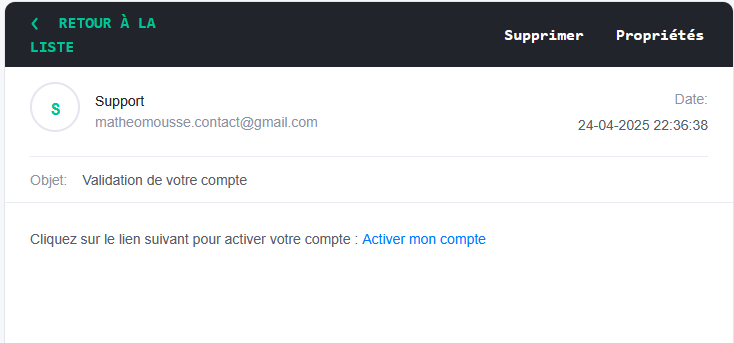 RETOUR À LA
LISTE
Supprimer Propriétés
S
Support
matheomousse.contact@gmail.com
Date:
24-04-2025 22:36:38
Objet: Validation de votre compte
Cliquez sur le lien suivant pour activer votre compte : Activer mon compte